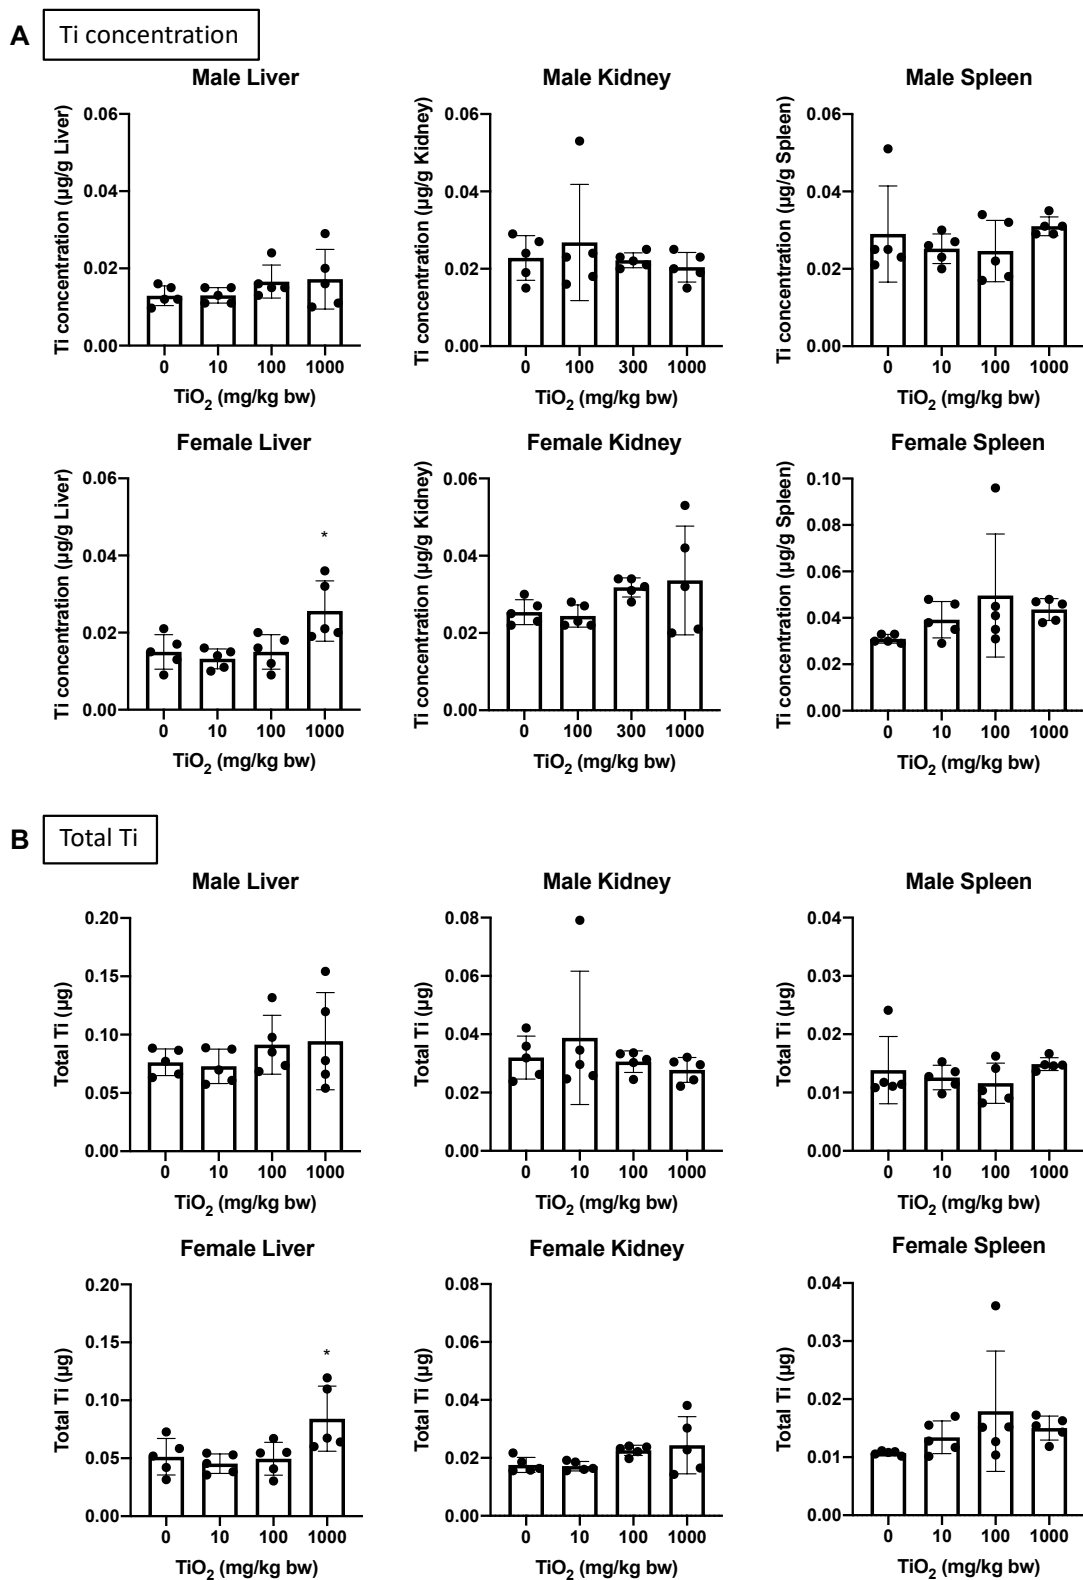 A Ti concentration
Male Liver Male Kidney Male Spleen
Ti concentration (µg/g Liver)
0.06
0.04
0.02
0.00
0 10 100 1000
TiO2 (mg/kg bw)
Ti concentration (µg/g Kidney)
0.06
0.04
0.02
0.00
0 100 300 1000
TiO2 (mg/kg bw)
Ti concentration (µg/g Spleen)
0.06
0.04
0.02
0.00
0 10 100 1000
TiO2 (mg/kg bw)
Female Liver Female Kidney Female Spleen
Ti concentration (µg/g Liver)
0.06
0.04
0.02
0.00
*
0 10 100 1000
TiO2 (mg/kg bw)
Ti concentration (µg/g Kidney)
0.06
0.04
0.02
0.00
0 100 300 1000
TiO2 (mg/kg bw)
Ti concentration (µg/g Spleen)
0.10
0.08
0.06
0.04
0.02
0.00
0 10 100 1000
TiO2 (mg/kg bw)
B Total Ti
Male Liver Male Kidney Male Spleen
Total Ti (µg)
0.20
0.15
0.10
0.05
0.00
0 10 100 1000
TiO2 (mg/kg bw)
Total Ti (µg)
0.08
0.06
0.04
0.02
0.00
0 10 100 1000
TiO2 (mg/kg bw)
Total Ti (µg)
0.04
0.03
0.02
0.01
0.00
0 10 100 1000
TiO2 (mg/kg bw)
Female Liver Female Kidney Female Spleen
Total Ti (µg)
0.20
0.15
0.10
0.05
0.00
*
0 10 100 1000
TiO2 (mg/kg bw)
Total Ti (µg)
0.08
0.06
0.04
0.02
0.00
0 10 100 1000
TiO2 (mg/kg bw)
Total Ti (µg)
0.04
0.03
0.02
0.01
0.00
0 10 100 1000
TiO2 (mg/kg bw)